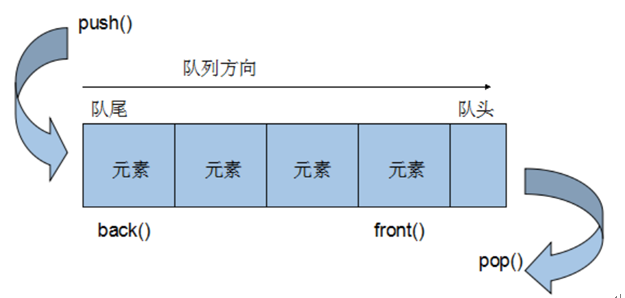 push()
队列方向
队尾 队头
元素 元素 元素 元素
back() front()
pop()